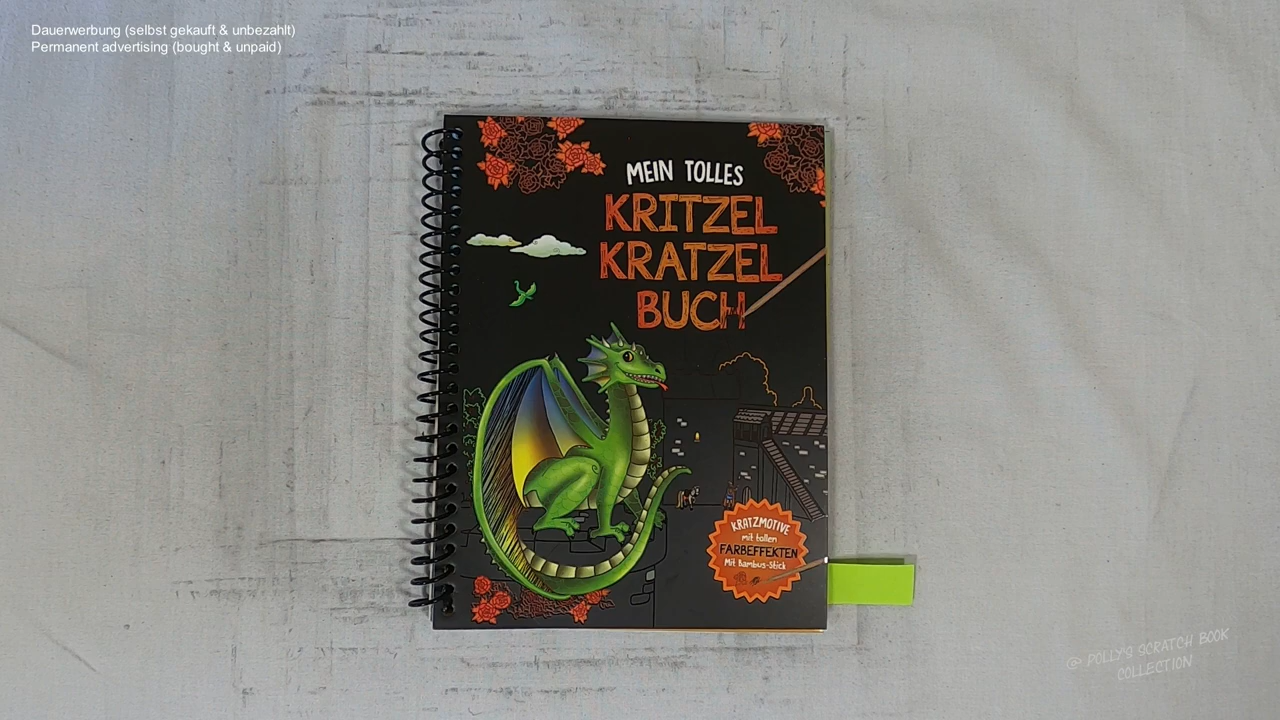 Dauerwerbung (selbst gekauft & unbezahlt)
Permanent advertising (bought & unpaid)
MEIN TOLLES
KRITZEL
KRATZEL
BUCH
KRATZMOTIVE
mit tollen
FARBEFFEKTEN
Mit Bambus-Stick
@ DOLLY'S SCRATCH BOOK
COLLECTION